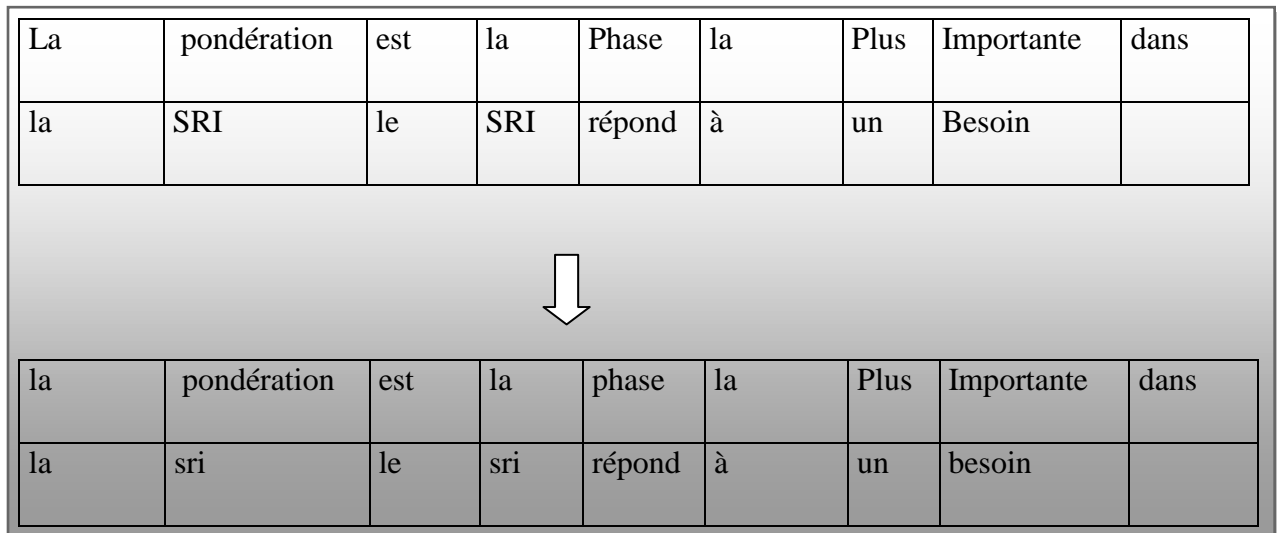 La pondération est la Phase la Plus Importante dans
la SRI le SRI répond à un Besoin
la pondération est la phase la Plus Importante dans
la sri le sri répond à un besoin